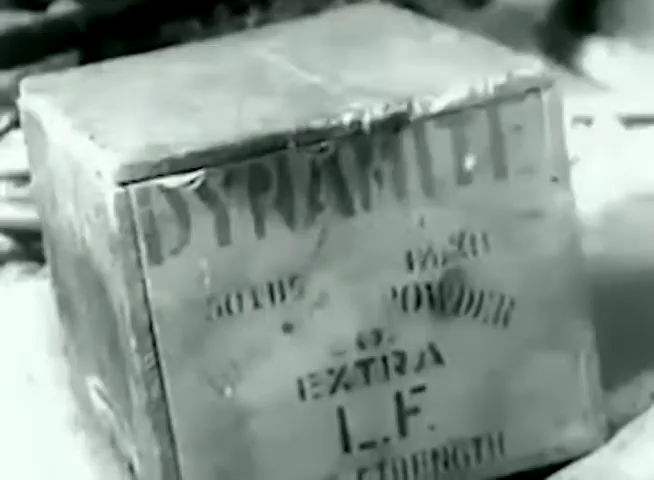 DYNAMITE
50 LBS
POWDER
EXTRA
L.F.
STRENGTH